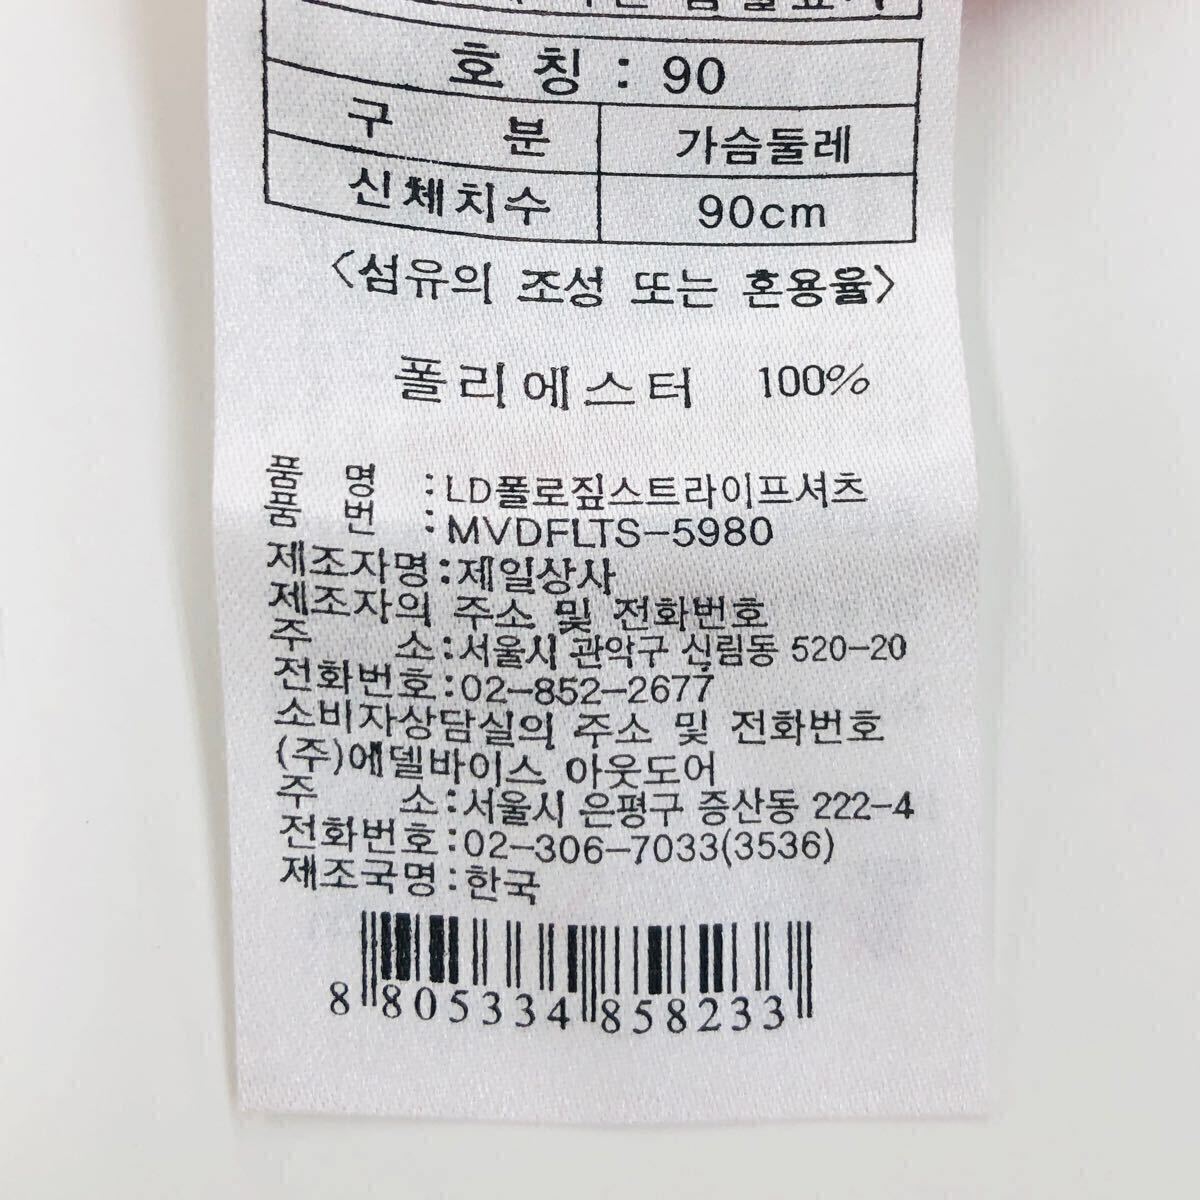 호 칭 : 90
구 분 가슴둘레
신체치수 90cm
<섬유의 조성 또는 혼용율>
폴리에스터 100%
품 명 : LD폴로짚스트라이프셔츠
품 번 : MVDFLTS-5980
제조자명:제일상사
제조자의 주소 및 전화번호
주 소:서울시 관악구 신림동 520-20
전화번호:02-852-2677
소비자상담실의 주소 및 전화번호
(주)에델바이스 아웃도어
주 소:서울시 은평구 증산동 222-4
전화번호:02-306-7033(3536)
제조국명:한국
8 805334 858233